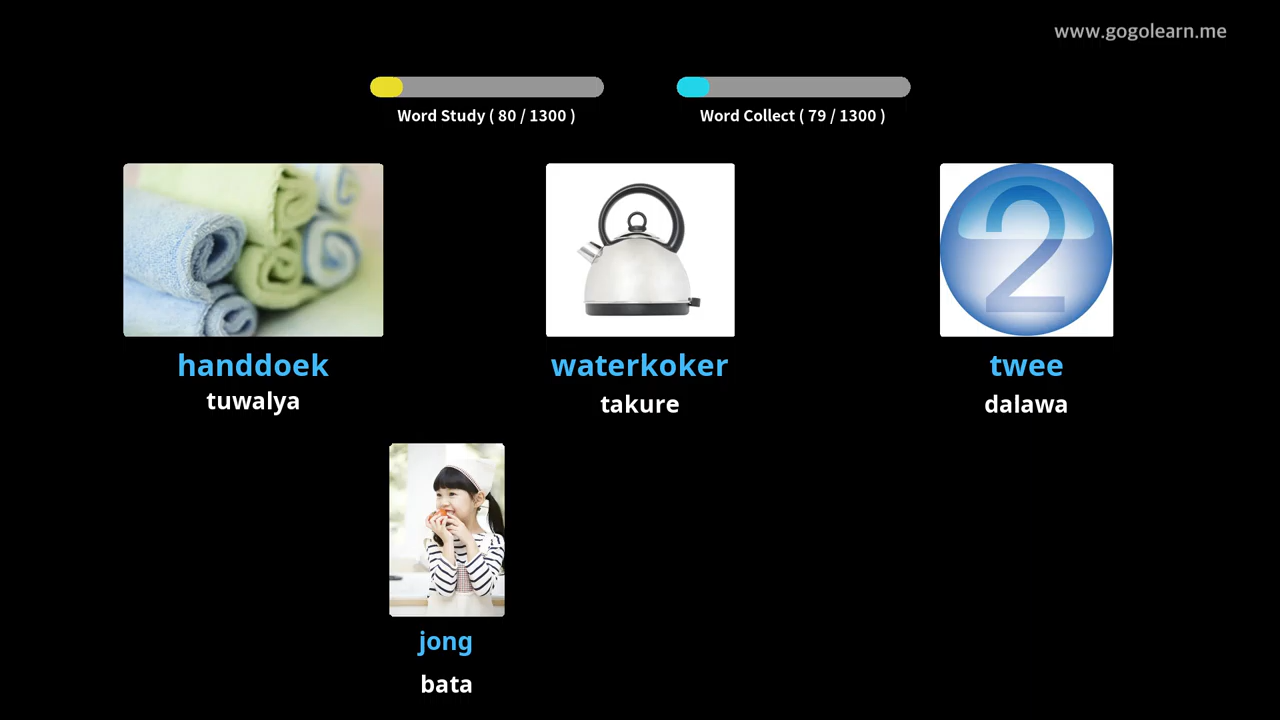 www.gogolearn.me
Word Study ( 80 / 1300 )
Word Collect ( 79 / 1300 )
2
handdoek
tuwalya
waterkoker
takure
twee
dalawa
jong
bata